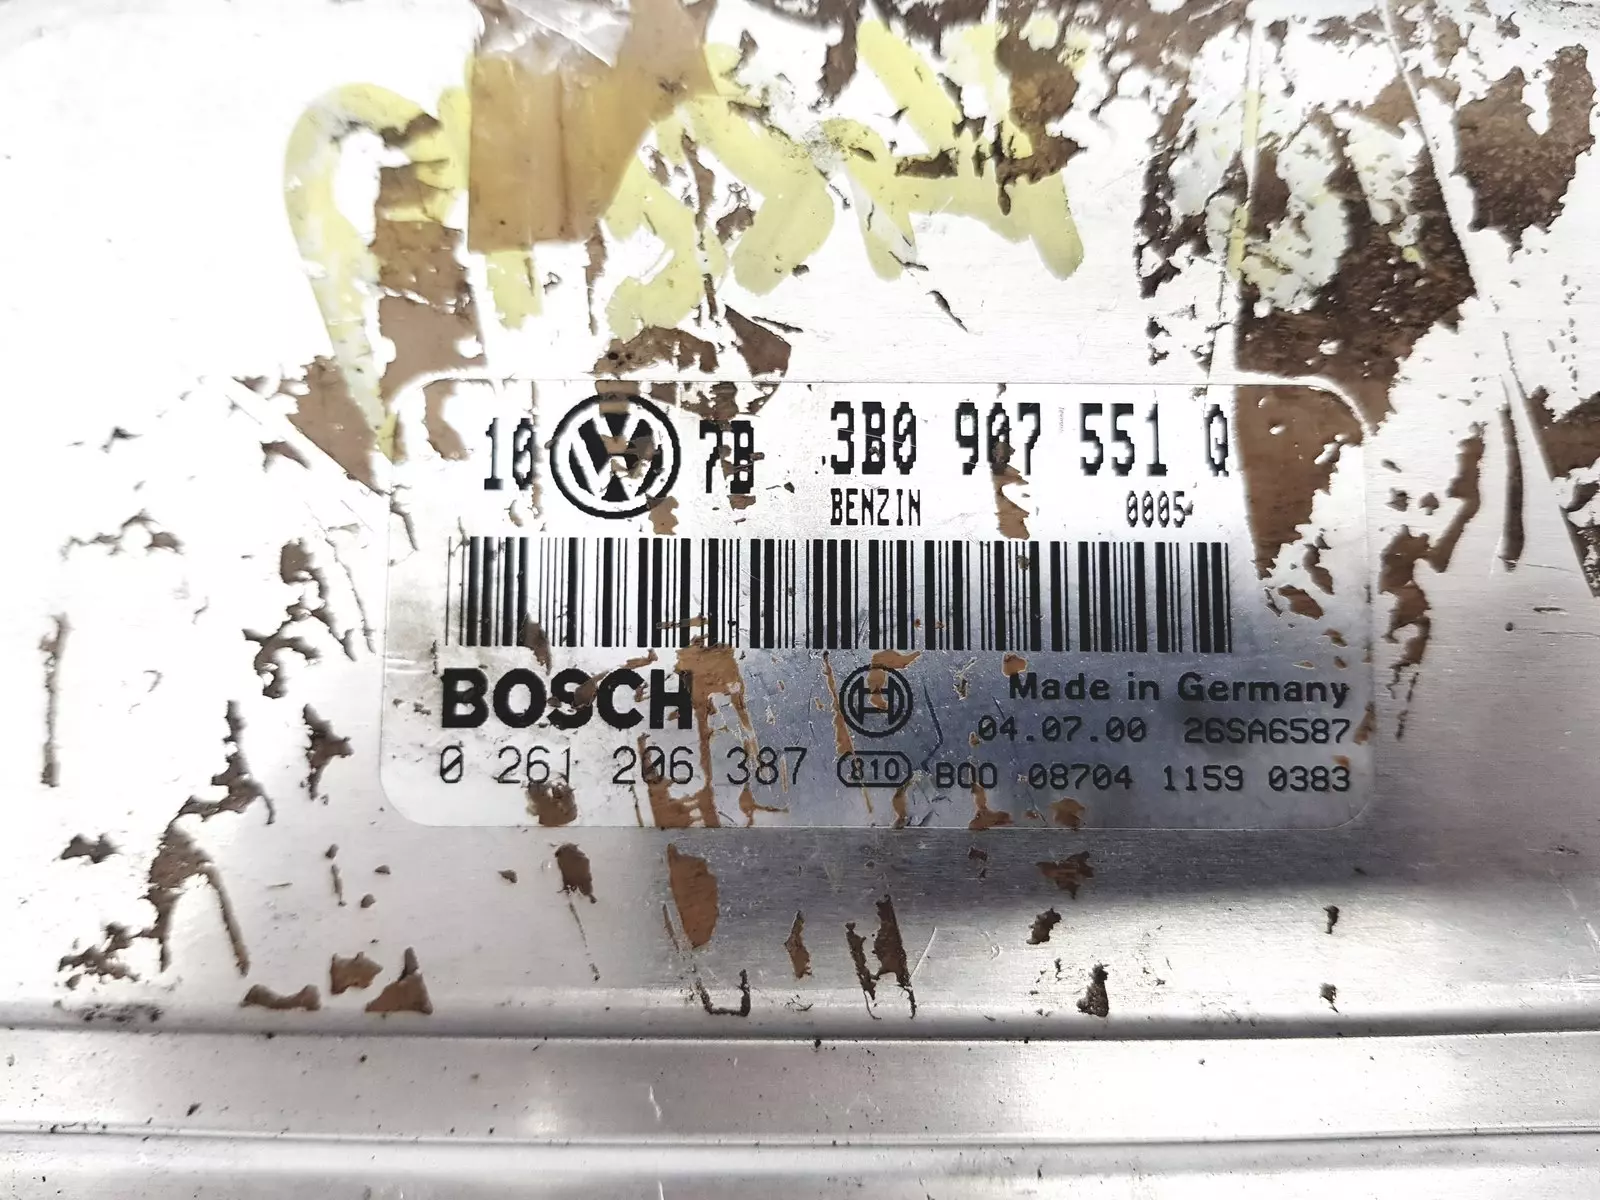 10 VW 7B 3B0 907 551 Q
BENZIN 0005
BOSCH
Made in Germany
04.07.00 26SA6587
0 261 206 387 810 B00 08704 1159 0383